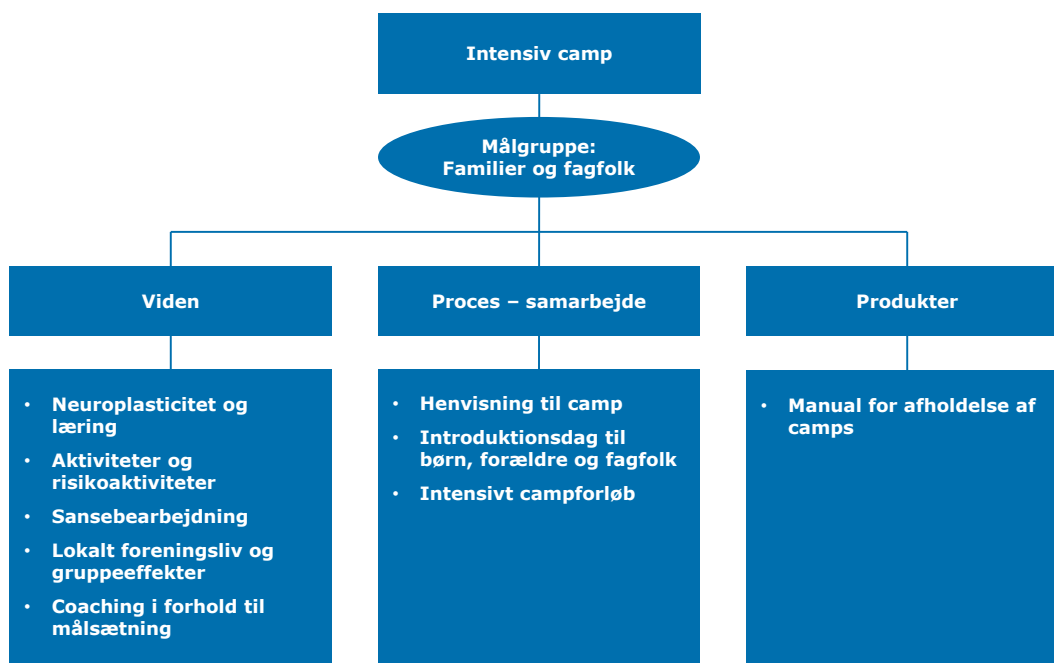 Intensiv camp
Målgruppe:
Familier og fagfolk
Viden
Proces – samarbejde
Produkter
• Neuroplasticitet og
læring
• Aktiviteter og
risikoaktiviteter
• Sansebearbejdning
• Lokalt foreningsliv og
gruppeeffekter
• Coaching i forhold til
målsætning
• Henvisning til camp
• Introduktionsdag til
børn, forældre og fagfolk
• Intensivt campforløb
• Manual for afholdelse af
camps